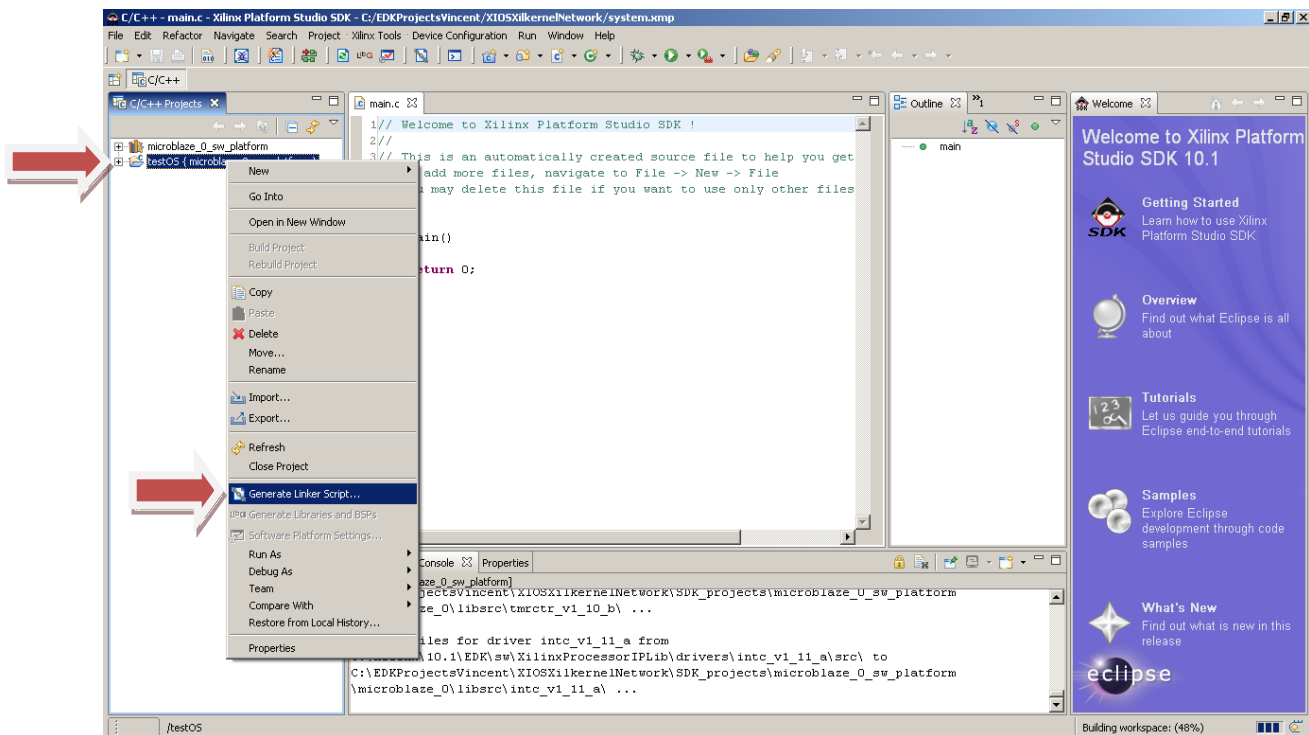 C/C++ - main.c - Xilinx Platform Studio SDK - C:/EDKProjectsVincent/XIOSXilkernelNetwork/system.xmp
File Edit Refactor Navigate Search Project Xilinx Tools Device Configuration Run Window Help
C/C++
C/C++ Projects
microblaze_0_sw_platform
testOS { microbla
New
Go Into
Open in New Window
Build Project
Rebuild Project
Copy
Paste
Delete
Move...
Rename
Import...
Export...
Refresh
Close Project
Generate Linker Script...
Generate Libraries and BSPs
Software Platform Settings...
Run As
Debug As
Team
Compare With
Restore from Local History...
Properties
main.c
1// Welcome to Xilinx Platform Studio SDK !
2//
3// This is an automatically created source file to help you get
add more files, navigate to File -> New -> File
may delete this file if you want to use only other files
ain()
eturn 0;
Console Properties
aze_0_sw_platform]
jectsVincent\XIOSXilkernelNetwork\SDK_projects\microblaze_0_sw_platform
ze_0\libsrc\tmrctr_v1_10_b\ ...
iles for driver intc_v1_11_a from
\10.1\EDK\sw\XilinxProcessorIPLib\drivers\intc_v1_11_a\src\ to
C:\EDKProjectsVincent\XIOSXilkernelNetwork\SDK_projects\microblaze_0_sw_platform
\microblaze_0\libsrc\intc_v1_11_a\ ...
Outline
1
main
Welcome
Welcome to Xilinx Platform
Studio SDK 10.1
SDK
Getting Started
Learn how to use Xilinx
Platform Studio SDK
Overview
Find out what Eclipse is all
about
Tutorials
Let us guide you through
Eclipse end-to-end tutorials
Samples
Explore Eclipse
development through code
samples
What's New
Find out what is new in this
release
eclipse
/testOS
Building workspace: (48%)